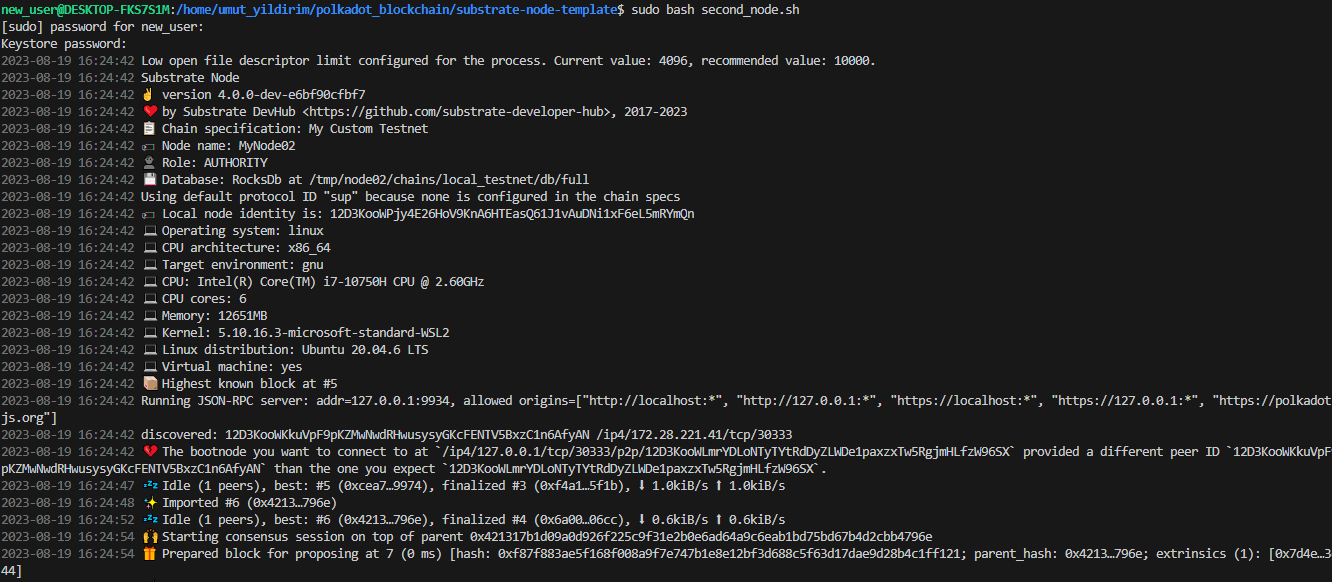 new_user@DESKTOP-FKS7S1M:/home/umut_yildirim/polkadot_blockchain/substrate-node-template$ sudo bash second_node.sh
[sudo] password for new_user:
Keystore password:
2023-08-19 16:24:42 Low open file descriptor limit configured for the process. Current value: 4096, recommended value: 10000.
2023-08-19 16:24:42 Substrate Node
2023-08-19 16:24:42 ✌️ version 4.0.0-dev-e6bf90cfbf7
2023-08-19 16:24:42 ❤️ by Substrate DevHub <https://github.com/substrate-developer-hub>, 2017-2023
2023-08-19 16:24:42 📋 Chain specification: My Custom Testnet
2023-08-19 16:24:42 🏷 Node name: MyNode02
2023-08-19 16:24:42 👤 Role: AUTHORITY
2023-08-19 16:24:42 💾 Database: RocksDb at /tmp/node02/chains/local_testnet/db/full
2023-08-19 16:24:42 Using default protocol ID "sup" because none is configured in the chain specs
2023-08-19 16:24:42 🏷 Local node identity is: 12D3KooWPjy4E26HoV9KnA6HTEasQ61J1vAuDNi1xF6eL5mRYmQn
2023-08-19 16:24:42 💻 Operating system: linux
2023-08-19 16:24:42 💻 CPU architecture: x86_64
2023-08-19 16:24:42 💻 Target environment: gnu
2023-08-19 16:24:42 💻 CPU: Intel(R) Core(TM) i7-10750H CPU @ 2.60GHz
2023-08-19 16:24:42 💻 CPU cores: 6
2023-08-19 16:24:42 💻 Memory: 12651MB
2023-08-19 16:24:42 💻 Kernel: 5.10.16.3-microsoft-standard-WSL2
2023-08-19 16:24:42 💻 Linux distribution: Ubuntu 20.04.6 LTS
2023-08-19 16:24:42 💻 Virtual machine: yes
2023-08-19 16:24:42 📦 Highest known block at #5
2023-08-19 16:24:42 Running JSON-RPC server: addr=127.0.0.1:9934, allowed origins=["http://localhost:*", "http://127.0.0.1:*", "https://localhost:*", "https://127.0.0.1:*", "https://polkadot
js.org"]
2023-08-19 16:24:42 discovered: 12D3KooWKkuVpF9pKZMwNwdRHwusysyGKcFENTV5BxzC1n6AfyAN /ip4/172.28.221.41/tcp/30333
2023-08-19 16:24:42 💔 The bootnode you want to connect to at `/ip4/127.0.0.1/tcp/30333/p2p/12D3KooWLmrYDLoNTyTYtRdDyZLWDe1paxzxTw5RgjmHLfzW96SX` provided a different peer ID `12D3KooWKkuVpF
pKZMwNwdRHwusysyGKcFENTV5BxzC1n6AfyAN` than the one you expect `12D3KooWLmrYDLoNTyTYtRdDyZLWDe1paxzxTw5RgjmHLfzW96SX`.
2023-08-19 16:24:47 💤 Idle (1 peers), best: #5 (0xcea7…9974), finalized #3 (0xf4a1…5f1b), ⬇ 1.0kiB/s ⬆ 1.0kiB/s
2023-08-19 16:24:48 ✨ Imported #6 (0x4213…796e)
2023-08-19 16:24:52 💤 Idle (1 peers), best: #6 (0x4213…796e), finalized #4 (0x6a00…06cc), ⬇ 0.6kiB/s ⬆ 0.6kiB/s
2023-08-19 16:24:54 🙌 Starting consensus session on top of parent 0x421317b1d09a0d926f225c9f31e2b0e6ad64a9c6eab1bd75bd67b4d2cbb4796e
2023-08-19 16:24:54 🎁 Prepared block for proposing at 7 (0 ms) [hash: 0xf87f883ae5f168f008a9f7e747b1e8e12bf3d688c5f63d17dae9d28b4c1ff121; parent_hash: 0x4213…796e; extrinsics (1): [0x7d4e…3
44]